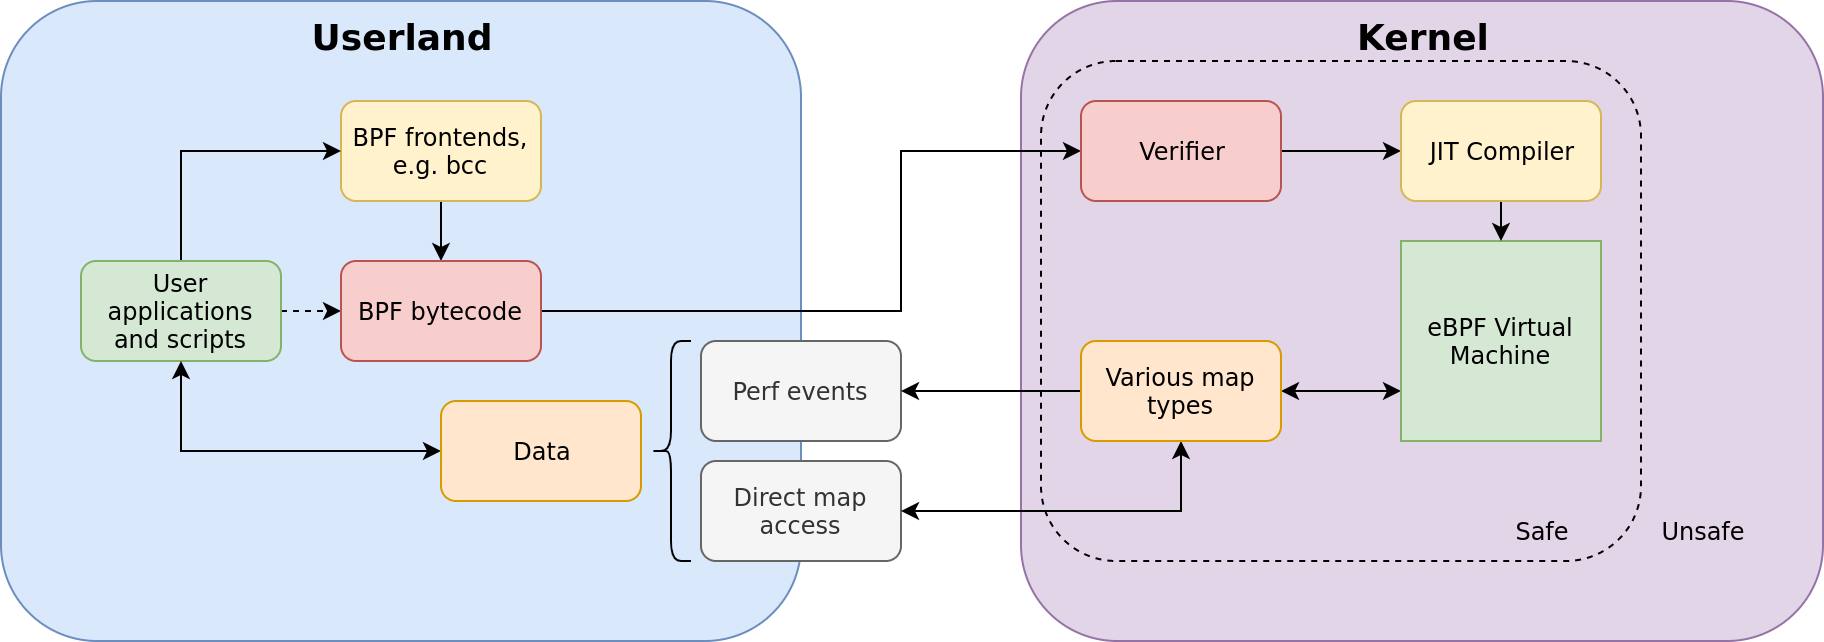 Userland
BPF frontends,
e.g. bcc
User
applications
and scripts
BPF bytecode
Data
Perf events
Direct map
access
Kernel
Verifier
JIT Compiler
eBPF Virtual
Machine
Various map
types
Safe
Unsafe